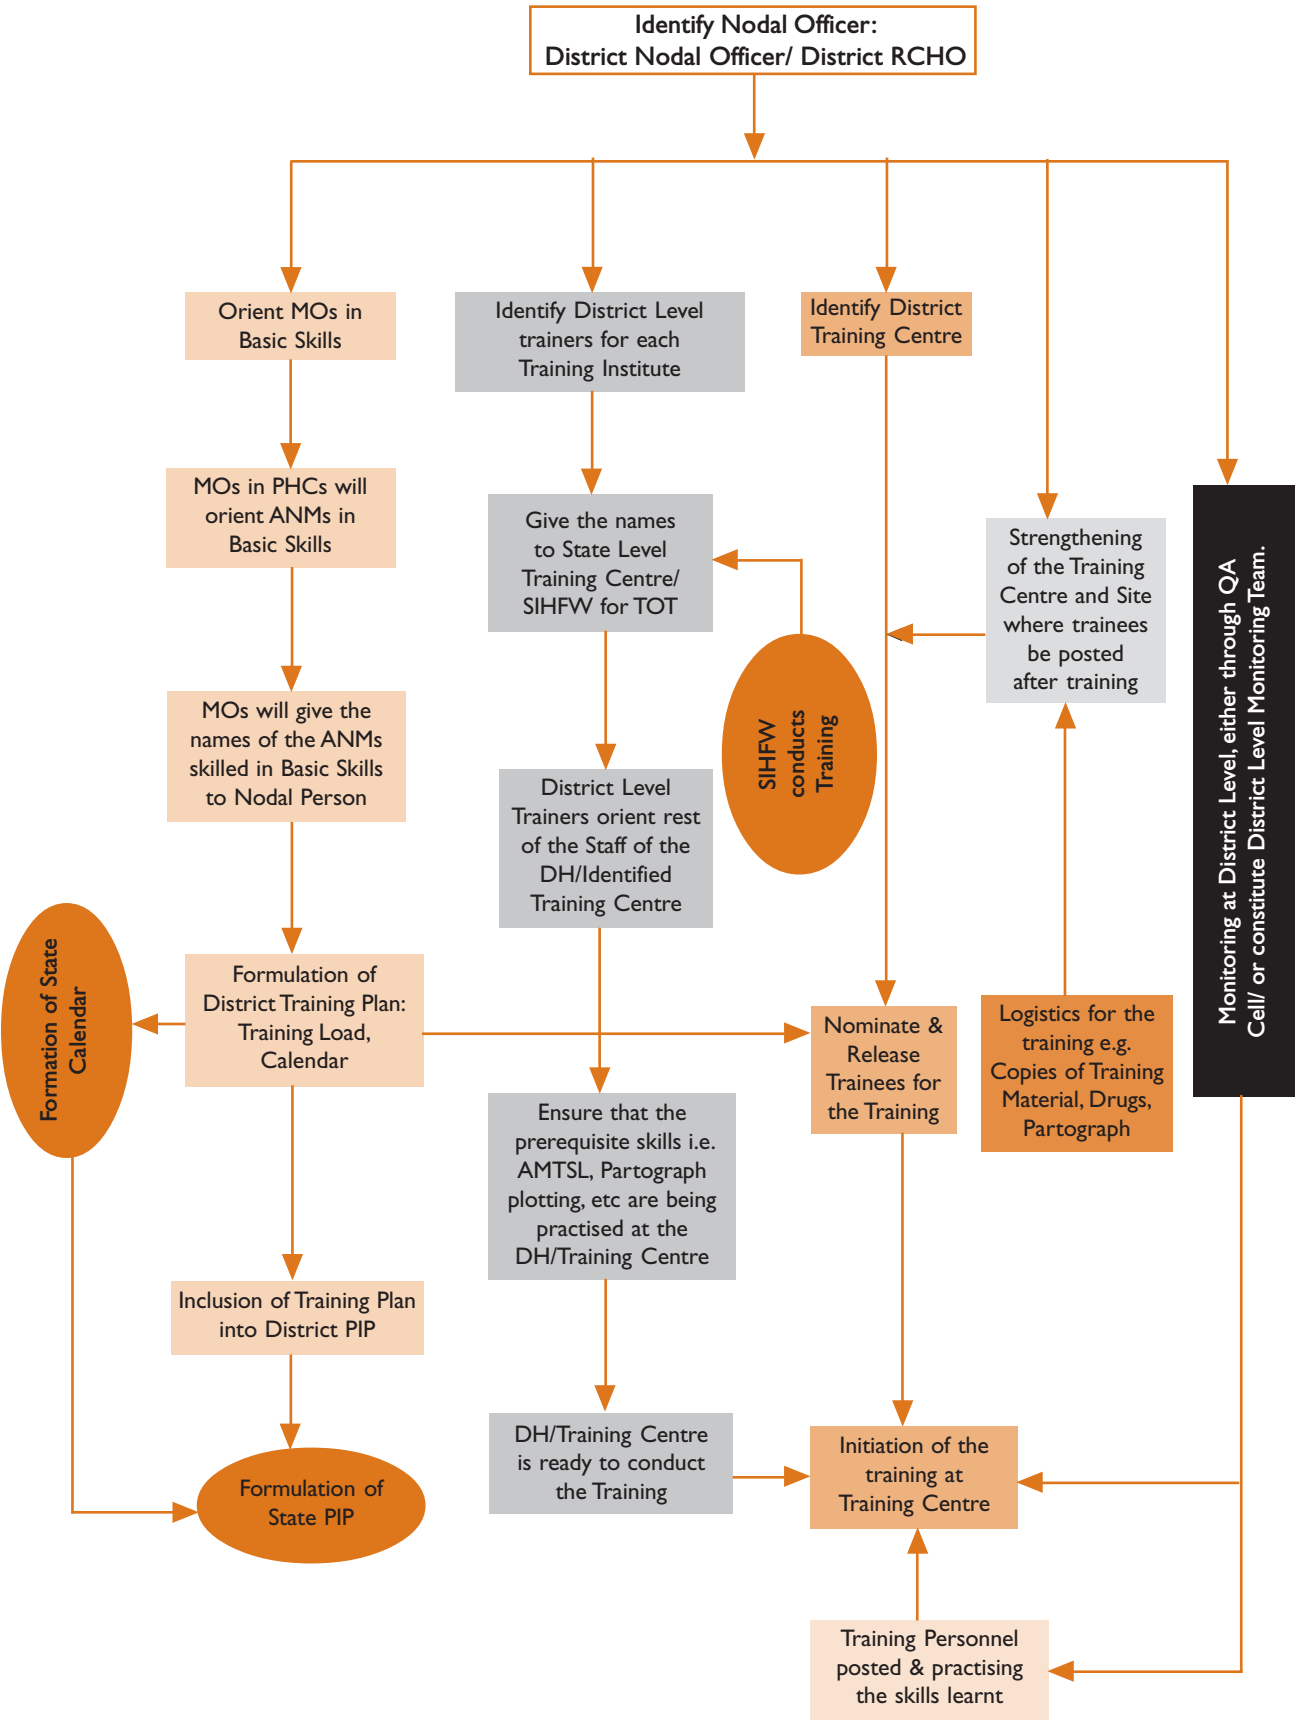 Identify Nodal Officer:
District Nodal Officer/ District RCHO
Orient MOs in
Basic Skills
Identify District Level
trainers for each
Training Institute
Identify District
Training Centre
MOs in PHCs will
orient ANMs in
Basic Skills
Give the names
to State Level
Training Centre/
SIHFW for TOT
Strengthening
of the Training
Centre and Site
where trainees
be posted
after training
Monitoring at District Level, either through QA
Cell/ or constitute District Level Monitoring Team.
MOs will give the
names of the ANMs
skilled in Basic Skills
to Nodal Person
SIHFW
conducts
Training
District Level
Trainers orient rest
of the Staff of the
DH/Identified
Training Centre
Formation of State
Calendar
Formulation of
District Training Plan:
Training Load,
Calendar
Nominate &
Release
Trainees for
the Training
Logistics for the
training e.g.
Copies of Training
Material, Drugs,
Partograph
Ensure that the
prerequisite skills i.e.
AMTSL, Partograph
plotting, etc are being
practised at the
DH/Training Centre
Inclusion of Training Plan
into District PIP
DH/Training Centre
is ready to conduct
the Training
Initiation of the
training at
Training Centre
Formulation of
State PIP
Training Personnel
posted & practising
the skills learnt